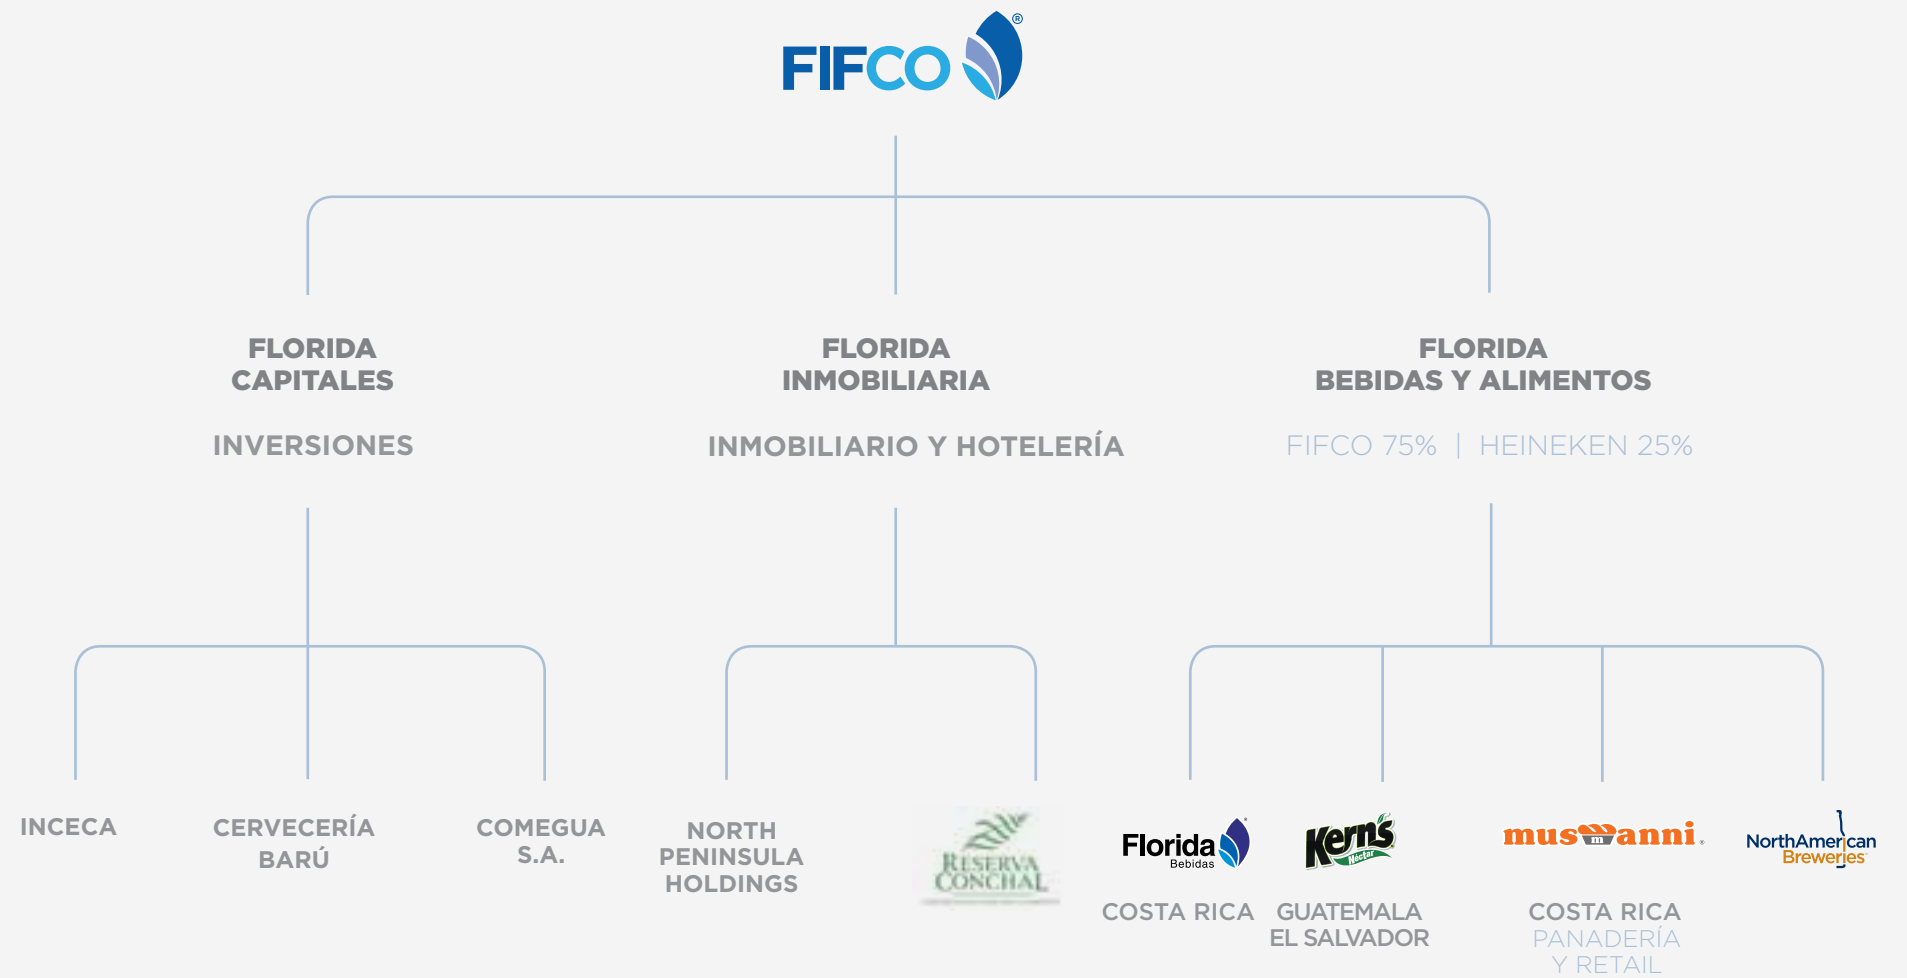 FIFCO ®
FLORIDA
CAPITALES
INVERSIONES
FLORIDA
INMOBILIARIA
INMOBILIARIO Y HOTELERÍA
FLORIDA
BEBIDAS Y ALIMENTOS
FIFCO 75% | HEINEKEN 25%
INCECA
CERVECERÍA
BARÚ
COMEGUA
S.A.
NORTH
PENINSULA
HOLDINGS
RESERVA
CONCHAL
Florida
Bebidas
COSTA RICA
Kern's
Néctar
GUATEMALA
EL SALVADOR
musmanni
COSTA RICA
PANADERÍA
Y RETAIL
NorthAmerican
Breweries